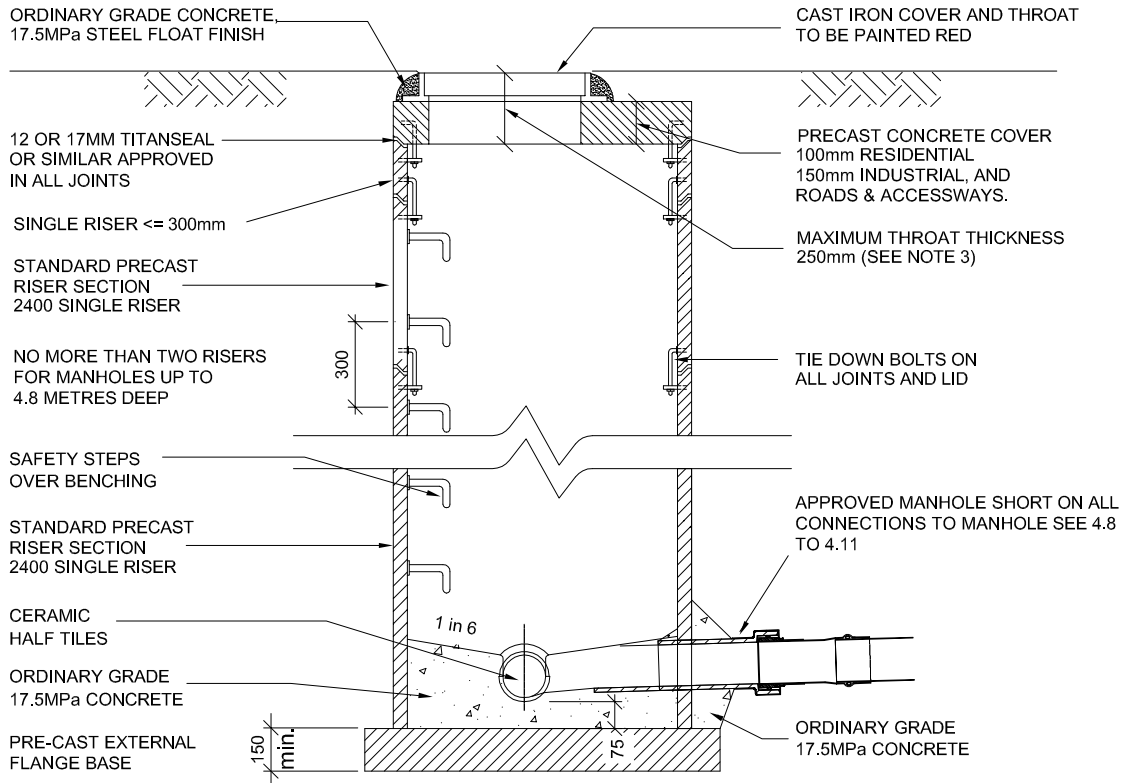 ORDINARY GRADE CONCRETE,
17.5MPa STEEL FLOAT FINISH
CAST IRON COVER AND THROAT
TO BE PAINTED RED
12 OR 17MM TITANSEAL
OR SIMILAR APPROVED
IN ALL JOINTS
PRECAST CONCRETE COVER
100mm RESIDENTIAL
150mm INDUSTRIAL, AND
ROADS & ACCESSWAYS.
SINGLE RISER <= 300mm
MAXIMUM THROAT THICKNESS
250mm (SEE NOTE 3)
STANDARD PRECAST
RISER SECTION
2400 SINGLE RISER
NO MORE THAN TWO RISERS
FOR MANHOLES UP TO
4.8 METRES DEEP
300
TIE DOWN BOLTS ON
ALL JOINTS AND LID
SAFETY STEPS
OVER BENCHING
APPROVED MANHOLE SHORT ON ALL
CONNECTIONS TO MANHOLE SEE 4.8
TO 4.11
STANDARD PRECAST
RISER SECTION
2400 SINGLE RISER
CERAMIC
HALF TILES
1 in 6
ORDINARY GRADE
17.5MPa CONCRETE
PRE-CAST EXTERNAL
FLANGE BASE
150
min.
75
ORDINARY GRADE
17.5MPa CONCRETE